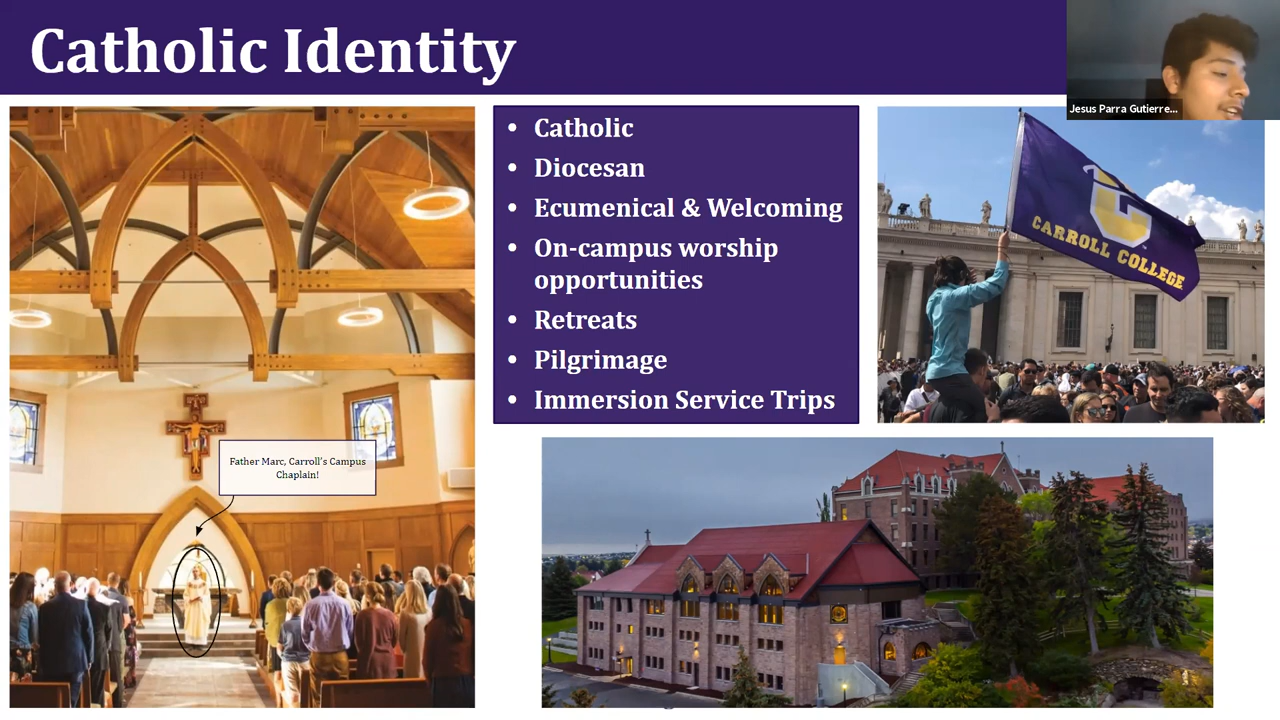 Catholic Identity
Jesus Parra Gutierre...
• Catholic
• Diocesan
• Ecumenical & Welcoming
• On-campus worship
opportunities
• Retreats
• Pilgrimage
• Immersion Service Trips
C
CARROLL COLLEGE
Father Marc, Carroll's Campus
Chaplain!